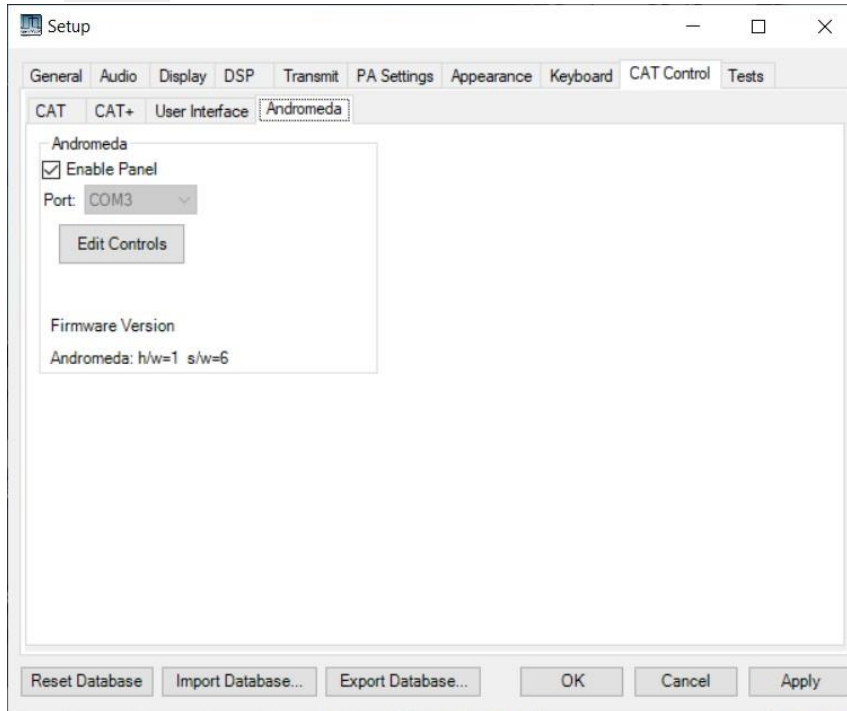 Setup
General Audio Display DSP Transmit PA Settings Appearance Keyboard CAT Control Tests
CAT CAT+ User Interface Andromeda
Andromeda
Enable Panel
Port: COM3
Edit Controls
Firmware Version
Andromeda: h/w=1 s/w=6
Reset Database Import Database... Export Database... OK Cancel Apply